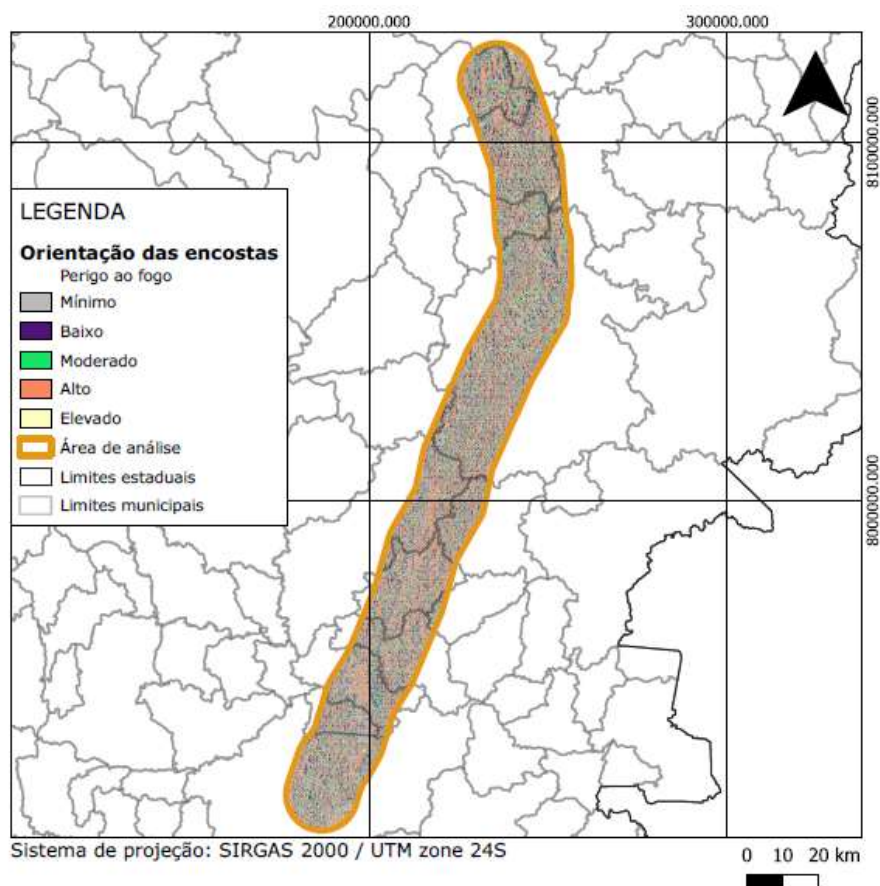 200000.000 300000.000
8100000.000
LEGENDA
Orientação das encostas
Perigo ao fogo
Mínimo
Baixo
Moderado
Alto
Elevado
Área de análise
Limites estaduais
Limites municipais
8000000.000
Sistema de projeção: SIRGAS 2000 / UTM zone 24S
0 10 20 km